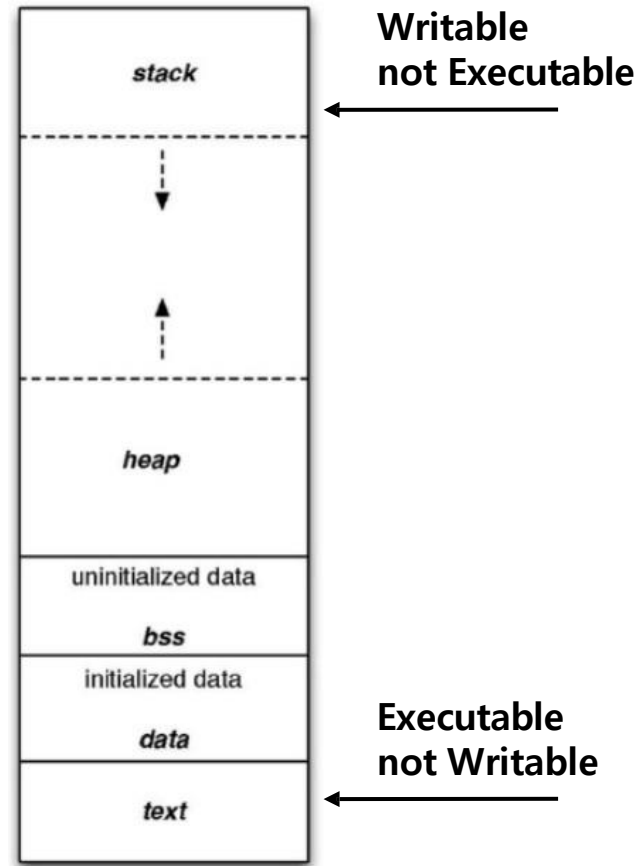 stack
Writable
not Executable
heap
uninitialized data
bss
initialized data
data
Executable
not Writable
text